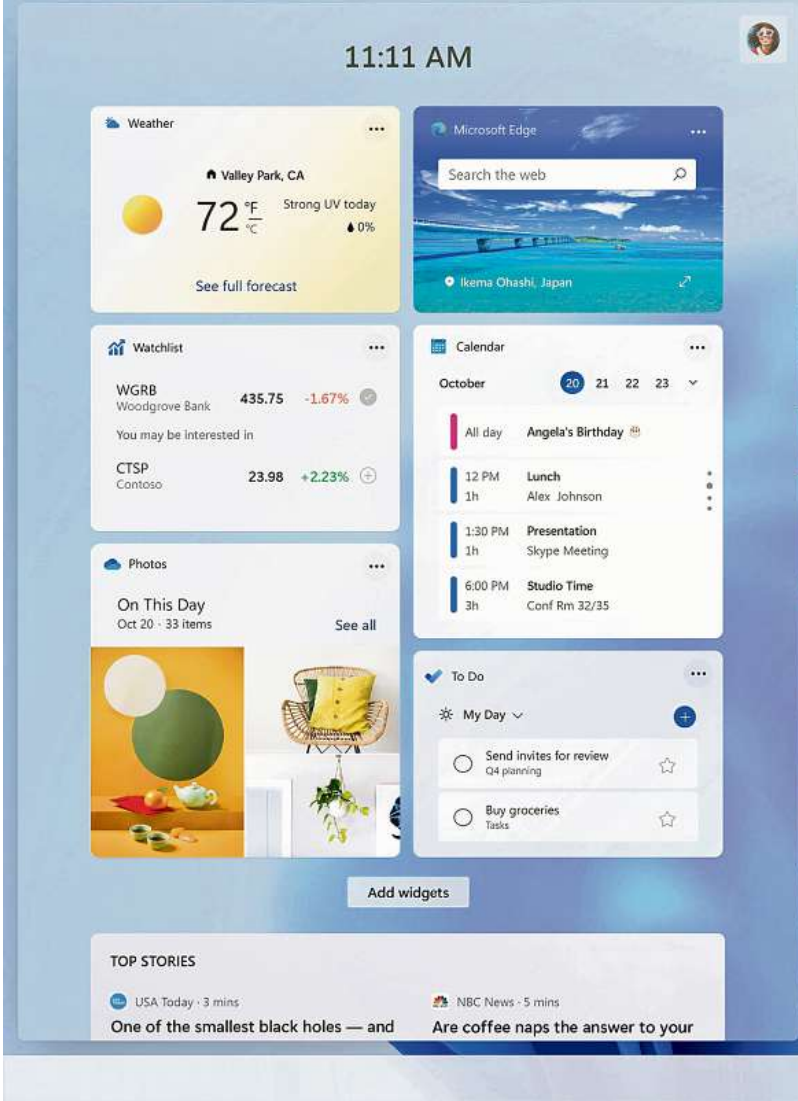 11:11 AM
Weather
Valley Park, CA
72 °F
°C
Strong UV today
0%
See full forecast
Microsoft Edge
Search the web
Ikema Ohashi, Japan
Watchlist
WGRB 435.75 -1.67%
Woodgrove Bank
You may be interested in
CTSP 23.98 +2.23%
Contoso
Calendar
October 20 21 22 23
All day Angela's Birthday
12 PM Lunch
1h Alex Johnson
1:30 PM Presentation
1h Skype Meeting
6:00 PM Studio Time
3h Conf Rm 32/35
Photos
On This Day
Oct 20 · 33 items
See all
To Do
My Day
Send invites for review
Q4 planning
Buy groceries
Tasks
Add widgets
TOP STORIES
USA Today · 3 mins
One of the smallest black holes — and
NBC News · 5 mins
Are coffee naps the answer to your